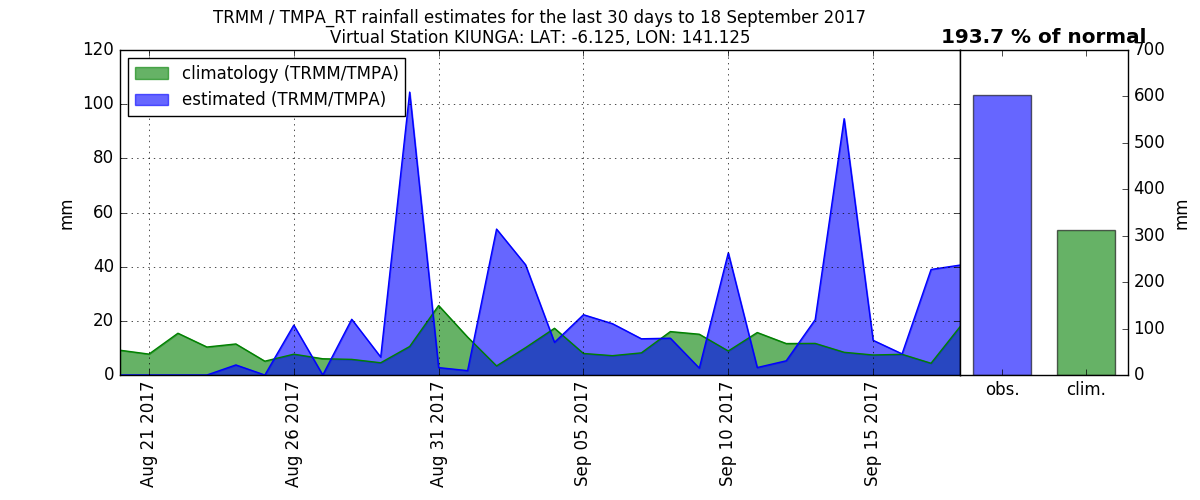 TRMM / TMPA_RT rainfall estimates for the last 30 days to 18 September 2017
Virtual Station KIUNGA: LAT: -6.125, LON: 141.125
193.7 % of normal
climatology (TRMM/TMPA)
estimated (TRMM/TMPA)
mm
120
100
80
60
40
20
0
Aug 21 2017
Aug 26 2017
Aug 31 2017
Sep 05 2017
Sep 10 2017
Sep 15 2017
obs.
clim.
700
600
500
400
300
200
100
0
mm